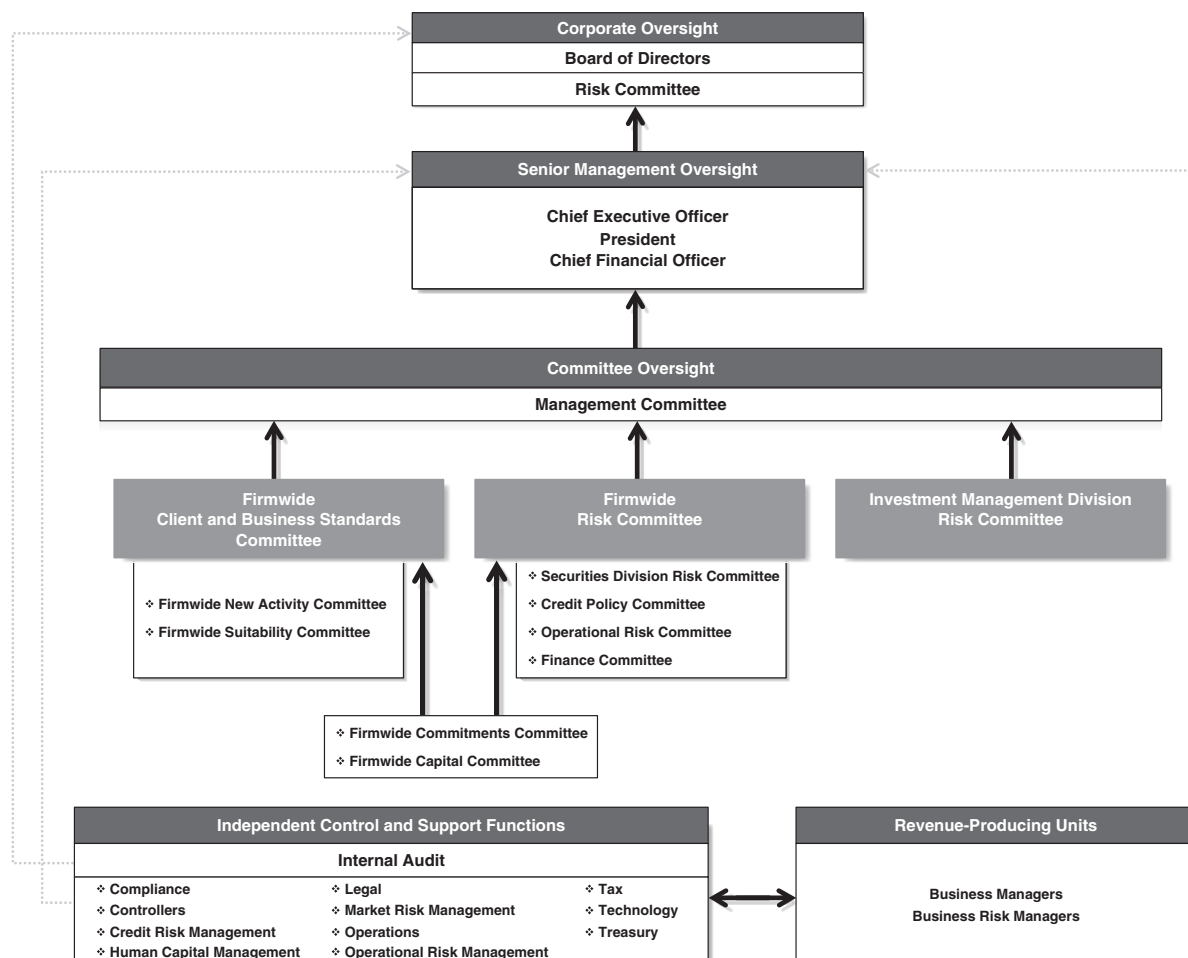 Corporate Oversight
Board of Directors
Risk Committee
Senior Management Oversight
Chief Executive Officer
President
Chief Financial Officer
Committee Oversight
Management Committee
Firmwide
Client and Business Standards
Committee
Firmwide
Risk Committee
Investment Management Division
Risk Committee
❖ Firmwide New Activity Committee
❖ Firmwide Suitability Committee
❖ Securities Division Risk Committee
❖ Credit Policy Committee
❖ Operational Risk Committee
❖ Finance Committee
❖ Firmwide Commitments Committee
❖ Firmwide Capital Committee
Independent Control and Support Functions
Internal Audit
❖ Compliance
❖ Controllers
❖ Credit Risk Management
❖ Human Capital Management
❖ Legal
❖ Market Risk Management
❖ Operations
❖ Operational Risk Management
❖ Tax
❖ Technology
❖ Treasury
Revenue-Producing Units
Business Managers
Business Risk Managers